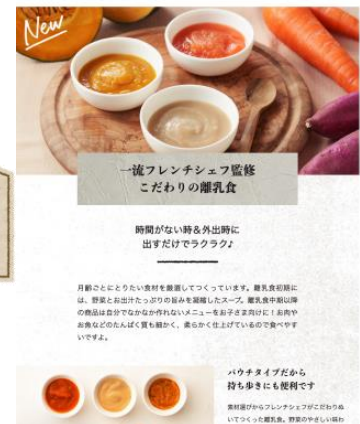 New
一流フレンチシェフ監修
こだわりの離乳食
時間がない時&外出時に
出すだけでラクラク♪
月齢ごとにとりたい食材を厳選してつくっています。離乳食初期に
は、野菜とお出汁たっぷりの旨みを凝縮したスープ。離乳食中期以降
の商品は自分でなかなか作れないメニューをお子さま向けに！お肉や
お魚などのたんぱく質も細かく、柔らかく仕上げているので食べやす
いですよ。
パウチタイプだから
持ち歩きにも便利です
素材選びからフレンチシェフがこだわりぬ
いてつくった離乳食。野菜のやさしい味わ